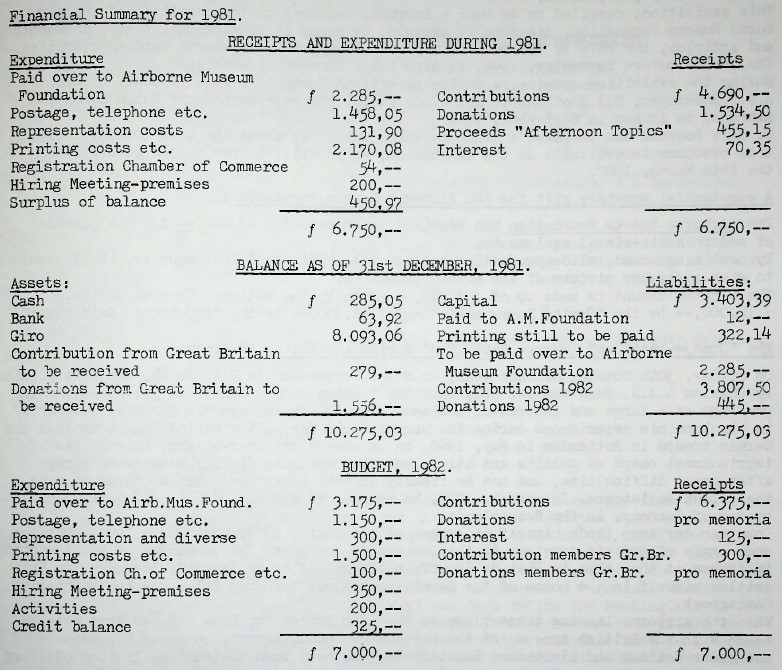 Financial Summary for 1981.
RECEIPTS AND EXPENDITURE DURING 1981.
Expenditure Receipts
Paid over to Airborne Museum
Foundation ƒ 2.285,-- Contributions ƒ 4.690,--
Postage, telephone etc. 1.458,05 Donations 1.534,50
Representation costs 131,90 Proceeds "Afternoon Topics" 455,15
Printing costs etc. 2.170,08 Interest 70,35
Registration Chamber of Commerce 54,--
Hiring Meeting-premises 200,--
Surplus of balance 450,97
ƒ 6.750,-- ƒ 6.750,--
BALANCE AS OF 31st DECEMBER, 1981.
Assets: Liabilities:
Cash ƒ 285,05 Capital ƒ 3.403,39
Bank 63,92 Paid to A.M.Foundation 12,--
Giro 8.093,06 Printing still to be paid 322,14
Contribution from Great Britain To be paid over to Airborne
to be received 279,-- Museum Foundation 2.285,--
Donations from Great Britain to Contributions 1982 3.807,50
be received 1.556,-- Donations 1982 445,--
ƒ 10.275,03 ƒ 10.275,03
BUDGET, 1982.
Expenditure Receipts
Paid over to Airb.Mus.Found. ƒ 3.175,-- Contributions ƒ 6.375,--
Postage, telephone etc. 1.150,-- Donations pro memoria
Representation and diverse 300,-- Interest 125,--
Printing costs etc. 1.500,-- Contribution members Gr.Br. 300,--
Registration Ch.of Commerce etc. 100,-- Donations members Gr.Br. pro memoria
Hiring Meeting-premises 350,--
Activities 200,--
Credit balance 325,--
ƒ 7.000,-- ƒ 7.000,--